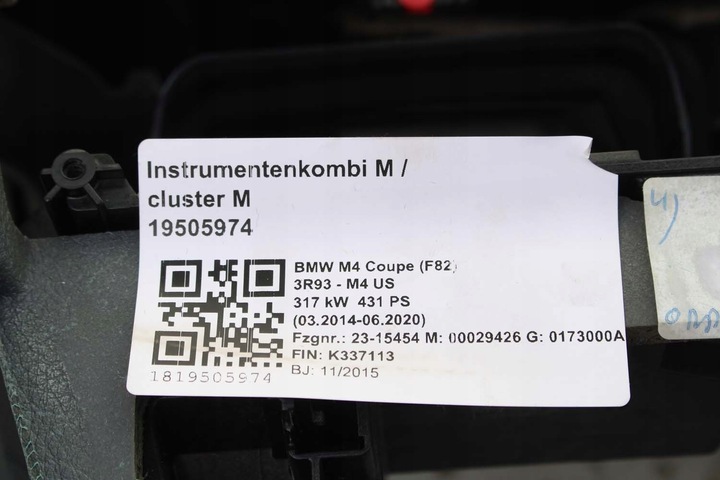 Instrumentenkombi M /
cluster M
19505974
BMW M4 Coupe (F82)
3R93 - M4 US
317 kW 431 PS
(03.2014-06.2020)
Fzgnr.: 23-15454 M: 00029426 G: 0173000A
FIN: K337113
BJ: 11/2015
1819505974
4)